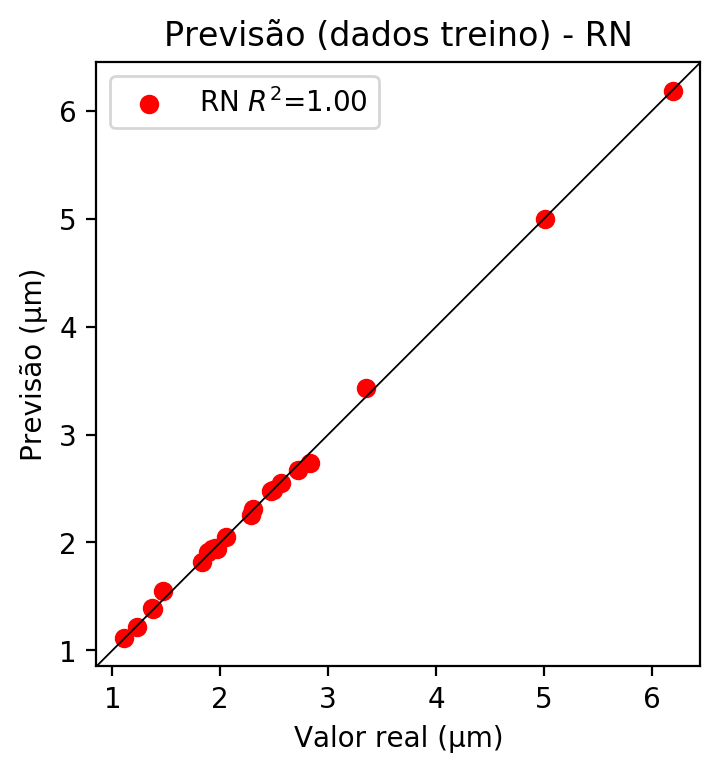 Previsão (dados treino) - RN
RN R²=1.00
6
5
4
3
2
1
Previsão (μm)
1 2 3 4 5 6
Valor real (μm)